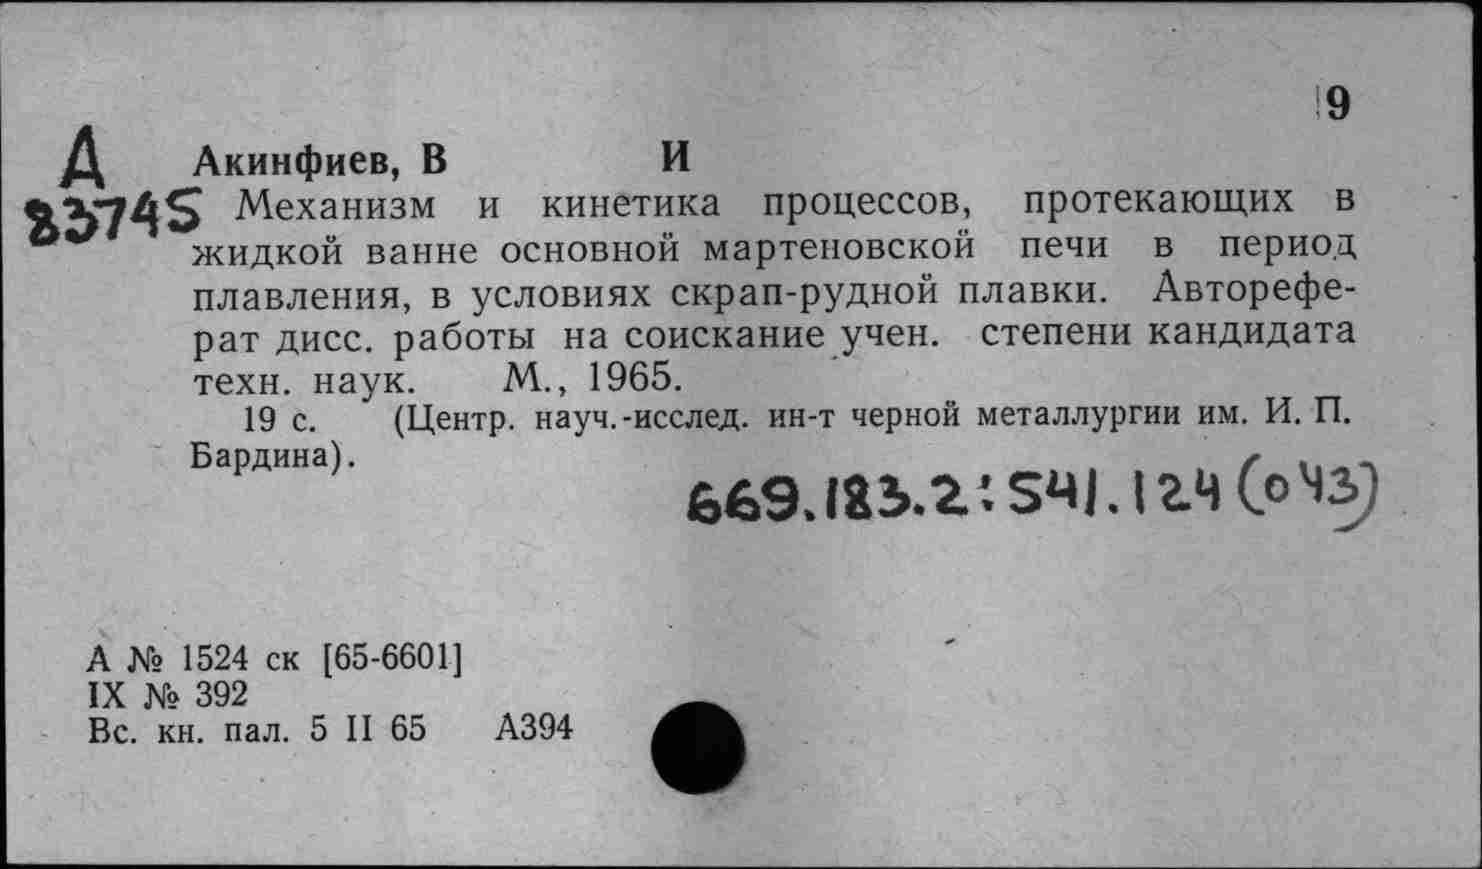 9
Д Акинфиев, В И
83745 Механизм и кинетика процессов, протекающих в
жидкой ванне основной мартеновской печи в период
плавления, в условиях скрап-рудной плавки. Авторефе-
рат дисс. работы на соискание учен. степени кандидата
техн. наук. М., 1965.
19 с. (Центр. науч.-исслед. ин-т черной металлургии им. И. П.
Бардина).
669.183.2:541.124(043)
А № 1524 ск [65-6601]
IX № 392
Вс. кн. пал. 5 II 65 А394